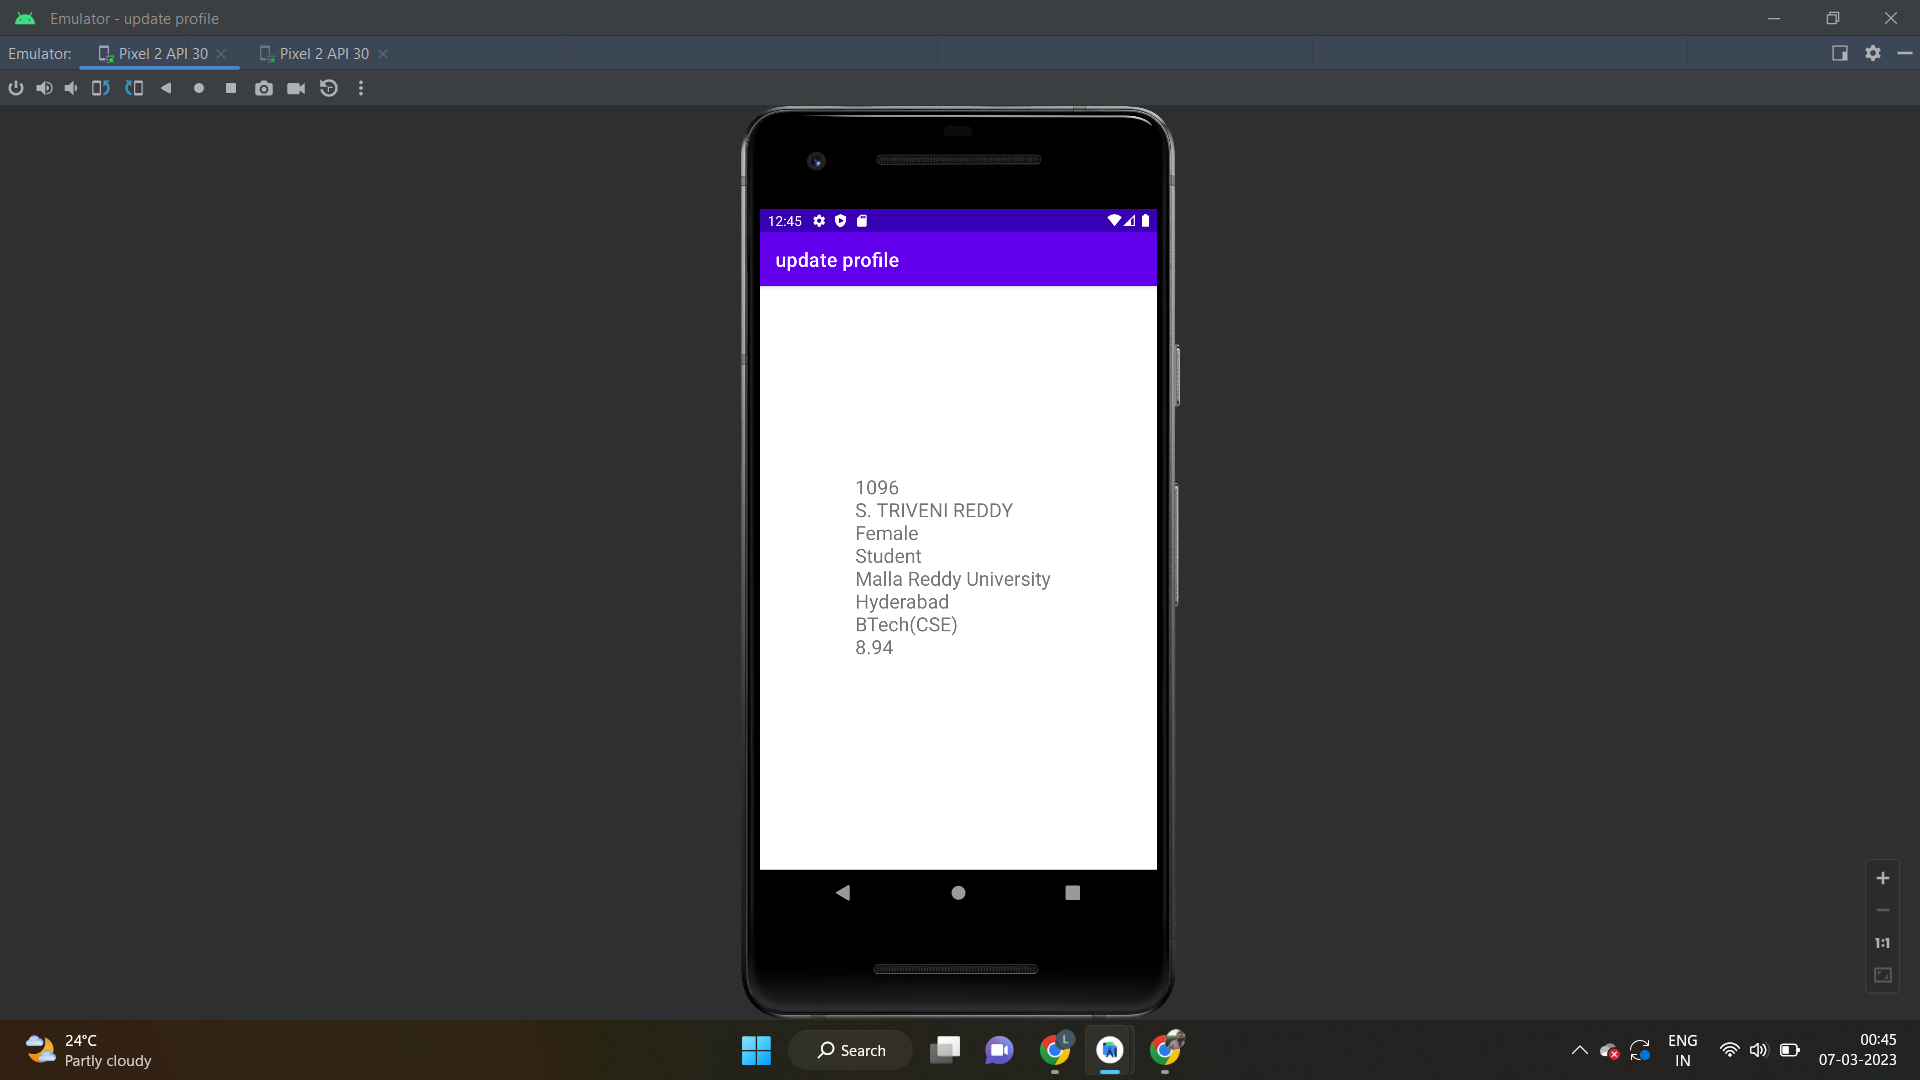 Emulator - update profile
Emulator: Pixel 2 API 30 Pixel 2 API 30
12:45
update profile
1096
S. TRIVENI REDDY
Female
Student
Malla Reddy University
Hyderabad
BTech(CSE)
8.94
1:1
24°C
Partly cloudy
Search
L
AI
ENG
IN
00:45
07-03-2023